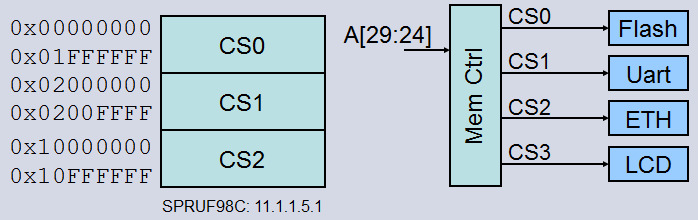 0x00000000
0x01FFFFFF
0x02000000
0x0200FFFF
0x10000000
0x10FFFFFF
CS0
CS1
CS2
SPRUF98C: 11.1.1.5.1
A[29:24]
Mem Ctrl
CS0
Flash
CS1
Uart
CS2
ETH
CS3
LCD